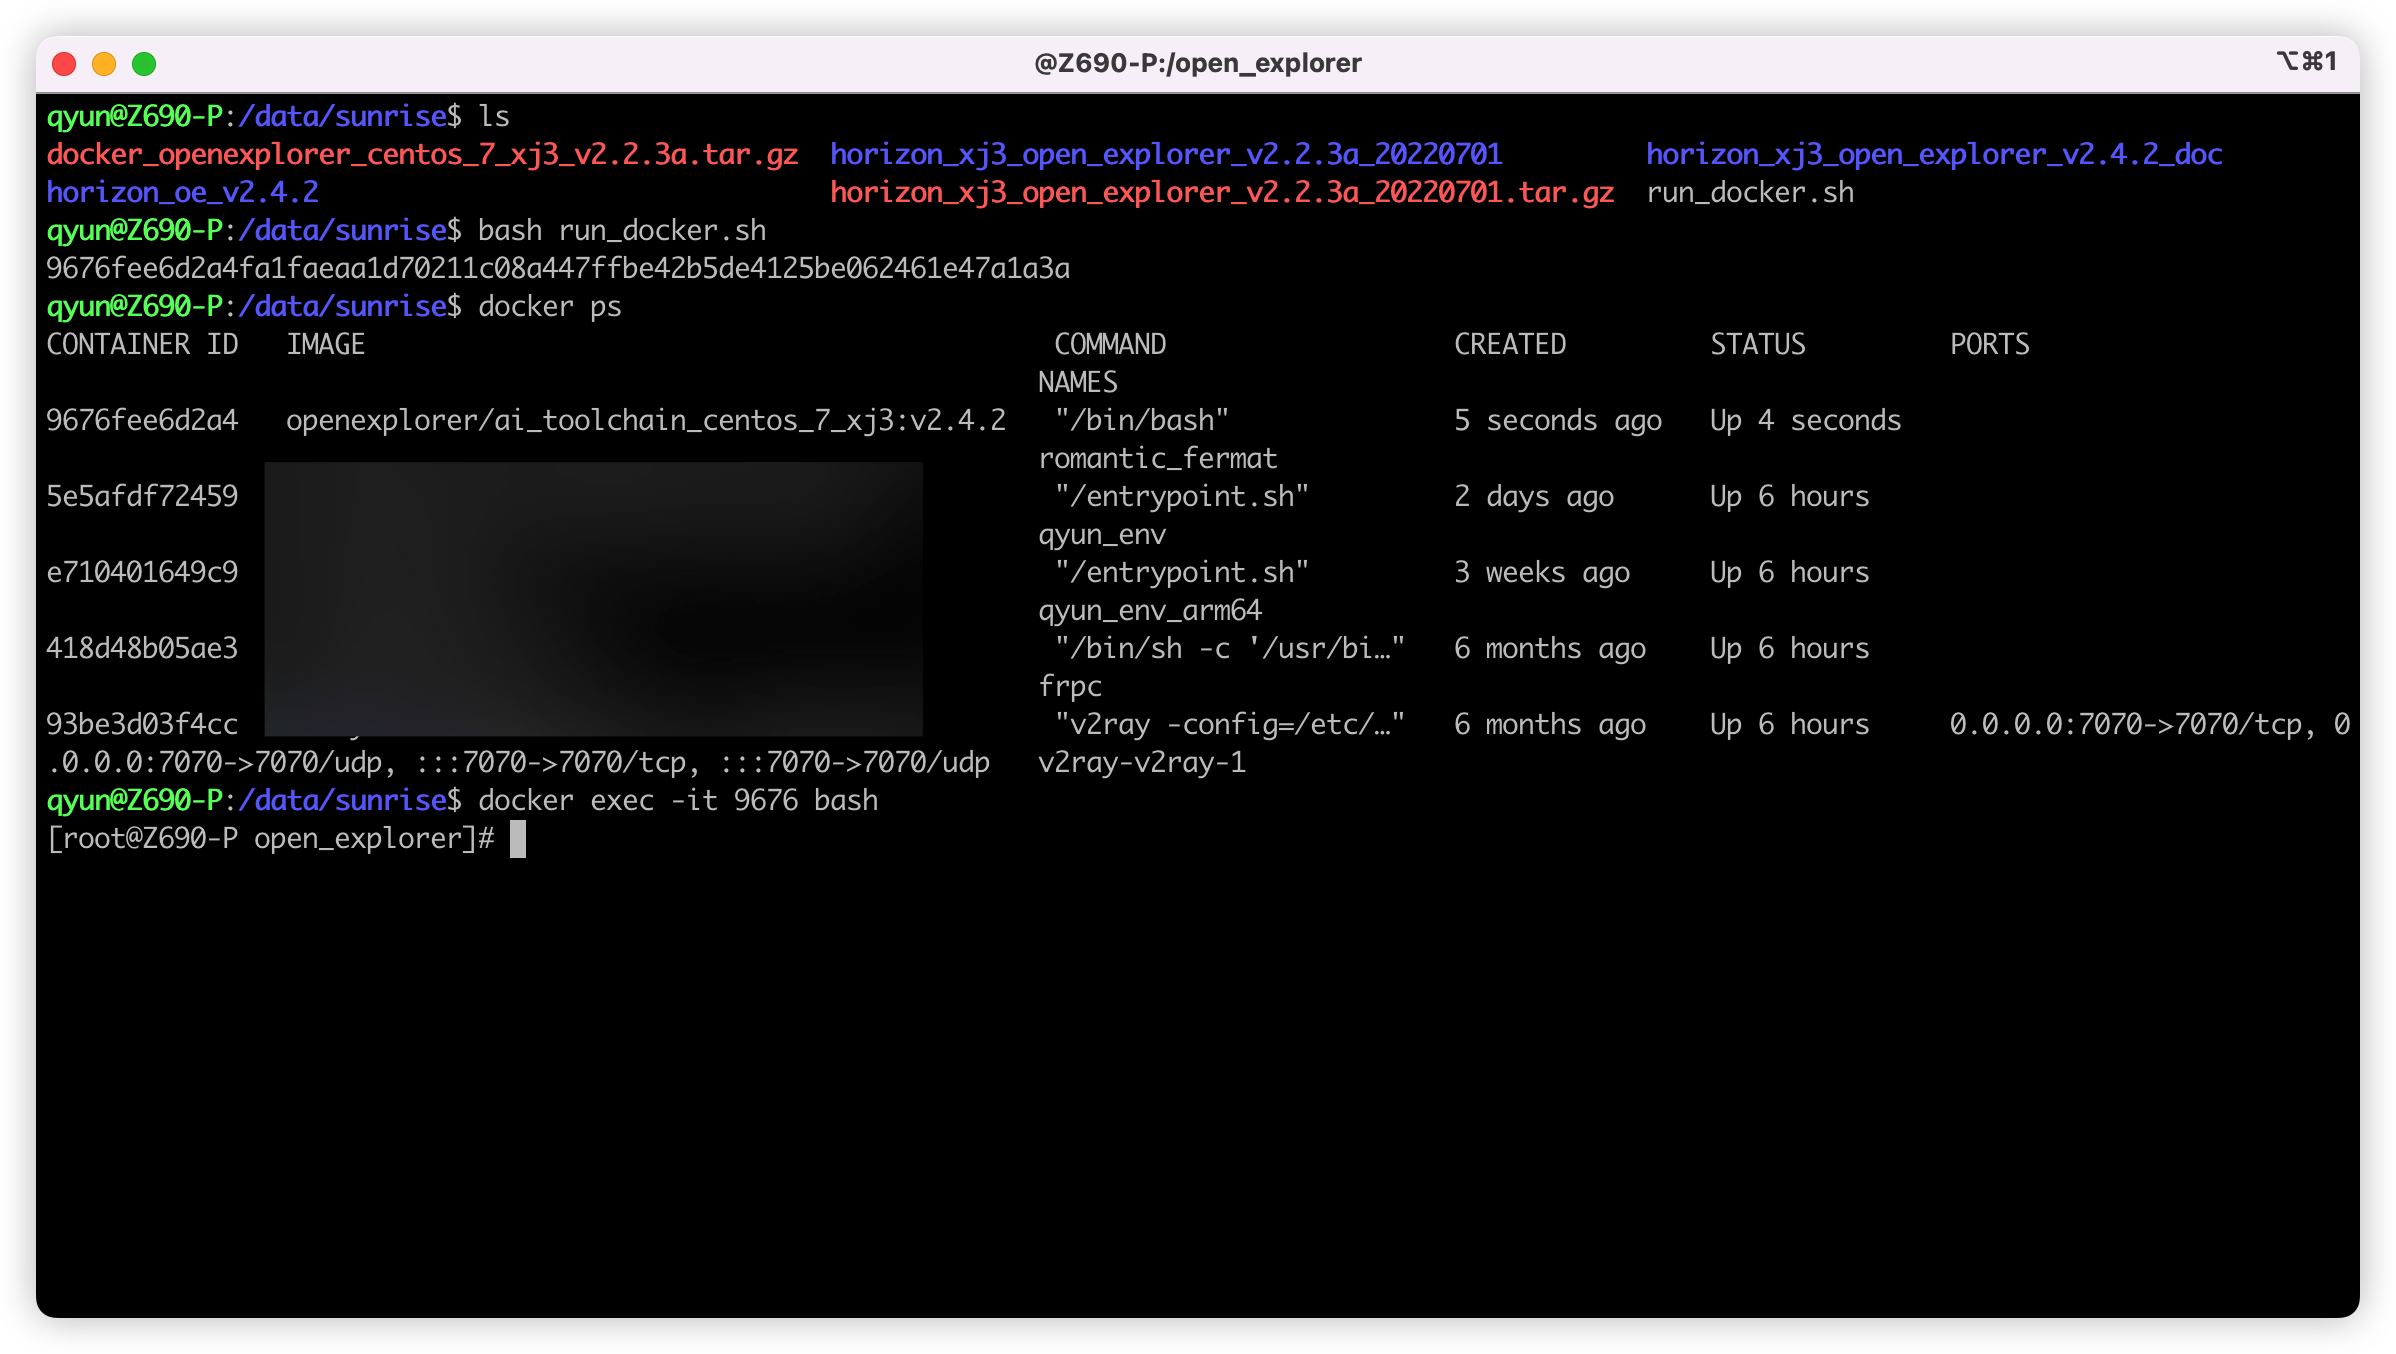 @Z690-P:/open_explorer
⌥⌘1
qyun@Z690-P:/data/sunrise$ ls
docker_openexplorer_centos_7_xj3_v2.2.3a.tar.gz  horizon_xj3_open_explorer_v2.2.3a_20220701         horizon_xj3_open_explorer_v2.4.2_doc
horizon_oe_v2.4.2                                horizon_xj3_open_explorer_v2.2.3a_20220701.tar.gz  run_docker.sh
qyun@Z690-P:/data/sunrise$ bash run_docker.sh
9676fee6d2a4fa1faeaa1d70211c08a447ffbe42b5de4125be062461e47a1a3a
qyun@Z690-P:/data/sunrise$ docker ps
CONTAINER ID   IMAGE                                           COMMAND                  CREATED         STATUS         PORTS
NAMES
9676fee6d2a4   openexplorer/ai_toolchain_centos_7_xj3:v2.4.2   "/bin/bash"              5 seconds ago   Up 4 seconds
romantic_fermat
5e5afdf72459   "/entrypoint.sh"         2 days ago      Up 6 hours
qyun_env
e710401649c9   "/entrypoint.sh"         3 weeks ago     Up 6 hours
qyun_env_arm64
418d48b05ae3   "/bin/sh -c '/usr/bi…"   6 months ago    Up 6 hours
frpc
93be3d03f4cc   "v2ray -config=/etc/…"   6 months ago    Up 6 hours     0.0.0.0:7070->7070/tcp, 0
.0.0.0:7070->7070/udp, :::7070->7070/tcp, :::7070->7070/udp   v2ray-v2ray-1
qyun@Z690-P:/data/sunrise$ docker exec -it 9676 bash
[root@Z690-P open_explorer]#